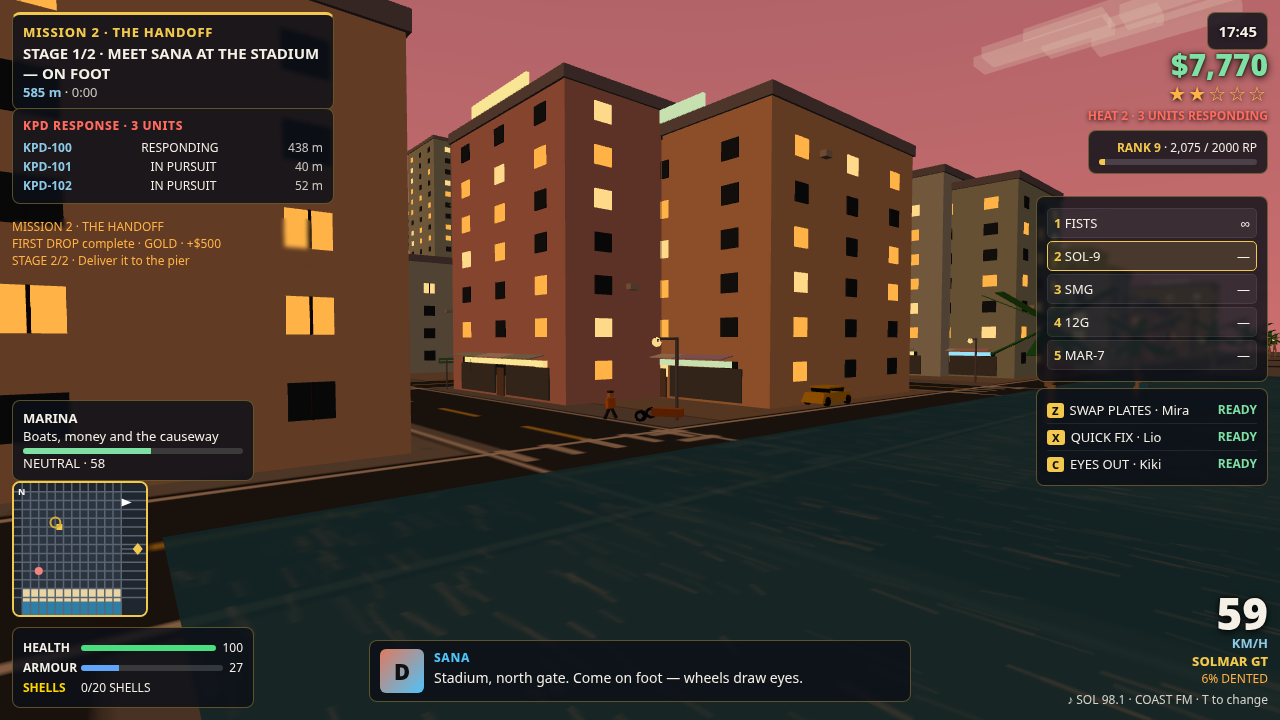 MISSION 2 · THE HANDOFF
STAGE 1/2 · MEET SANA AT THE STADIUM
— ON FOOT
585 m · 0:00
KPD RESPONSE · 3 UNITS
KPD-100 RESPONDING 438 m
KPD-101 IN PURSUIT 40 m
KPD-102 IN PURSUIT 52 m
MISSION 2 · THE HANDOFF
FIRST DROP complete · GOLD · +$500
STAGE 2/2 · Deliver it to the pier
MARINA
Boats, money and the causeway
NEUTRAL · 58
N
HEALTH 100
ARMOUR 27
SHELLS 0/20 SHELLS
D
SANA
Stadium, north gate. Come on foot — wheels draw eyes.
17:45
$7,770
★★☆☆☆
HEAT 2 · 3 UNITS RESPONDING
RANK 9 · 2,075 / 2000 RP
1 FISTS ∞
2 SOL-9 —
3 SMG —
4 12G —
5 MAR-7 —
Z SWAP PLATES · Mira READY
X QUICK FIX · Lio READY
C EYES OUT · Kiki READY
59
KM/H
SOLMAR GT
6% DENTED
♪ SOL 98.1 · COAST FM · T to change